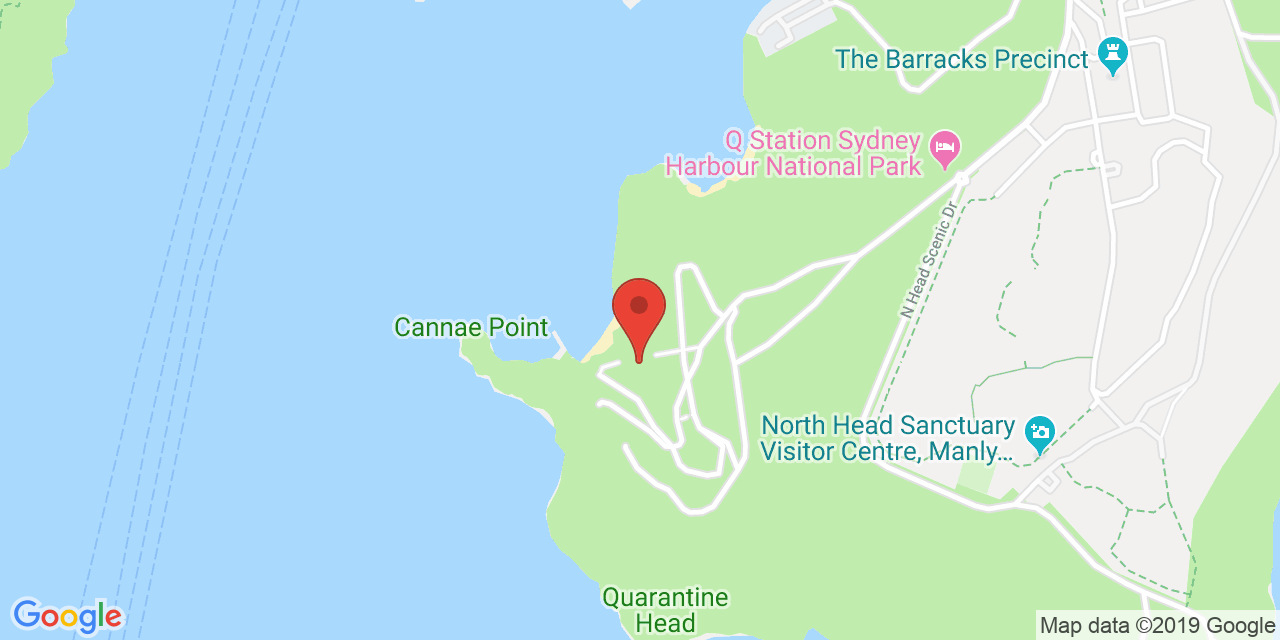 The Barracks Precinct
Q Station Sydney
Harbour National Park
N Head Scenic Dr
Cannae Point
North Head Sanctuary
Visitor Centre, Manly...
Quarantine
Head
Google
Map data ©2019 Google